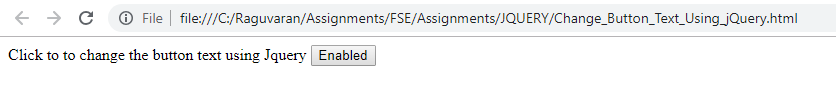 File file:///C:/Raguvaran/Assignments/FSE/Assignments/JQUERY/Change_Button_Text_Using_jQuery.html
Click to to change the button text using Jquery Enabled